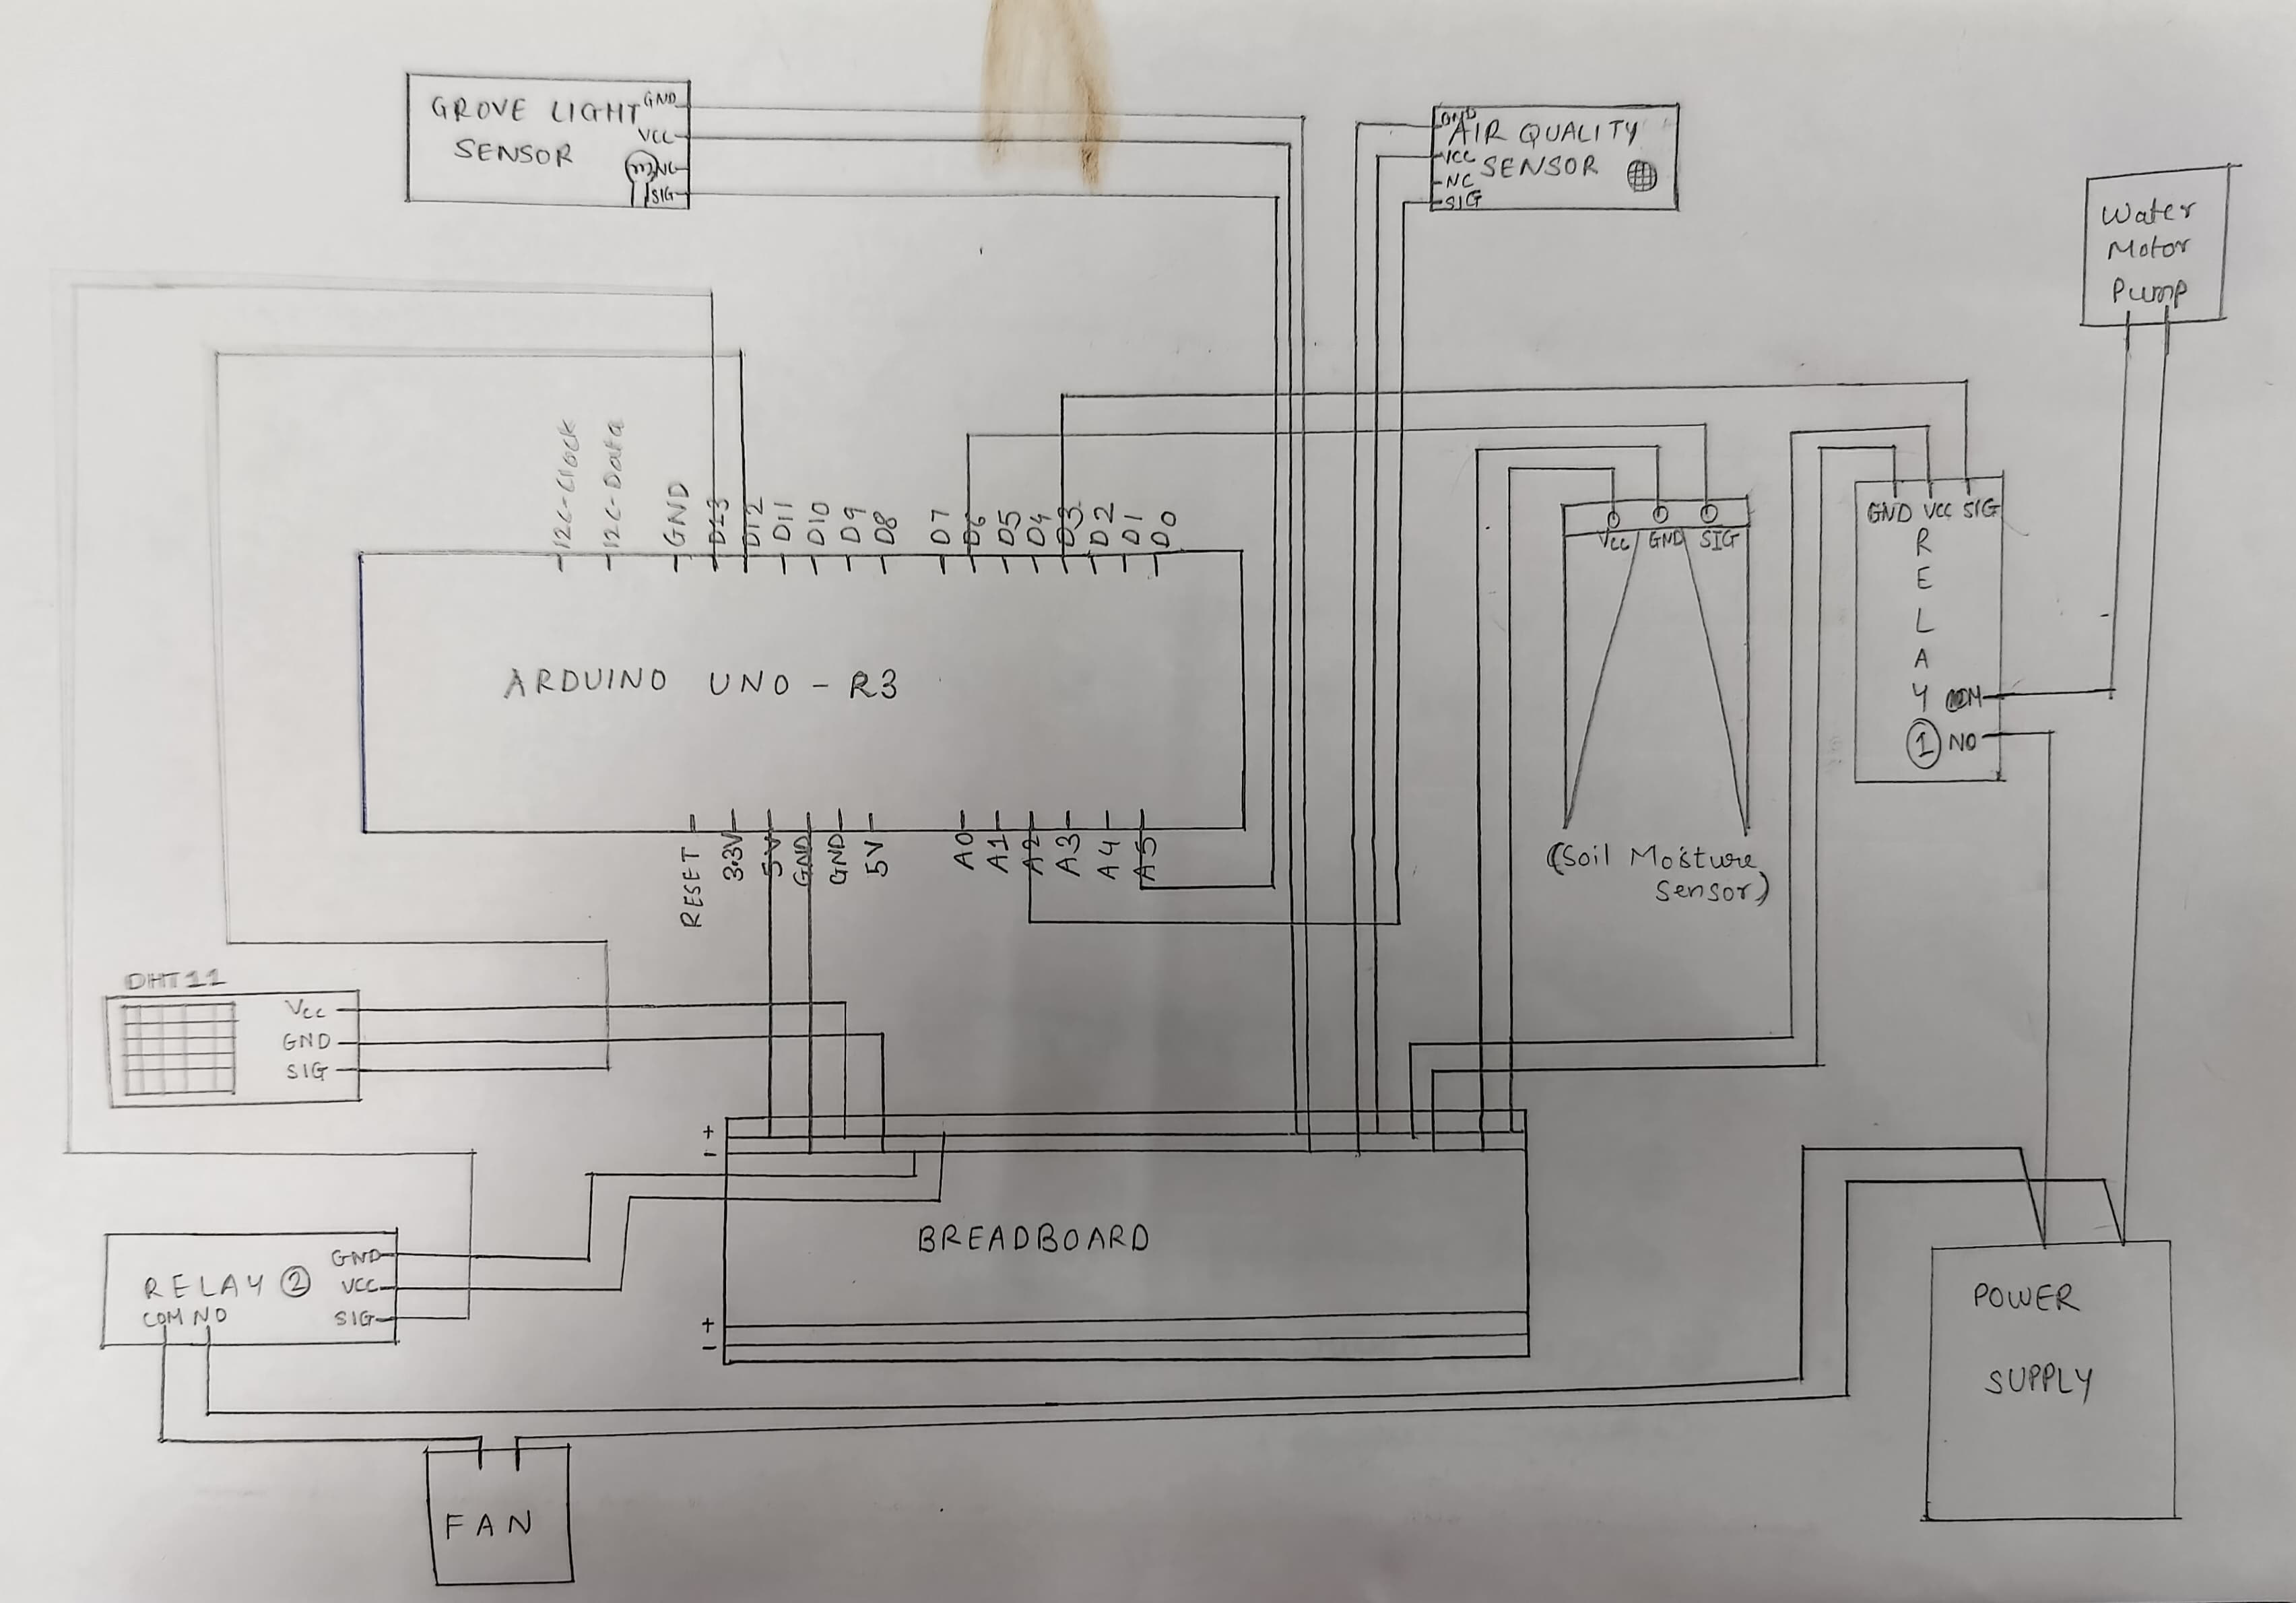 GROVE LIGHT
SENSOR
GND
VCC
NC
SIG
GND
VCC
NC
SIG
AIR QUALITY
SENSOR
Water
Motor
Pump
I2C-Clock
I2C-Data
GND
D13
D12
D11
D10
D9
D8
D7
D6
D5
D4
D3
D2
D1
D0
ARDUINO UNO - R3
RESET
3.3V
5V
GND
GND
5V
A0
A1
A2
A3
A4
A5
VCC GND SIG
(Soil Moisture
Sensor)
GND VCC SIG
R
E
L
A
Y
1
COM
NO
DHT11
VCC
GND
SIG
+
-
BREADBOARD
+
-
RELAY 2
GND
VCC
SIG
COM NO
FAN
POWER
SUPPLY